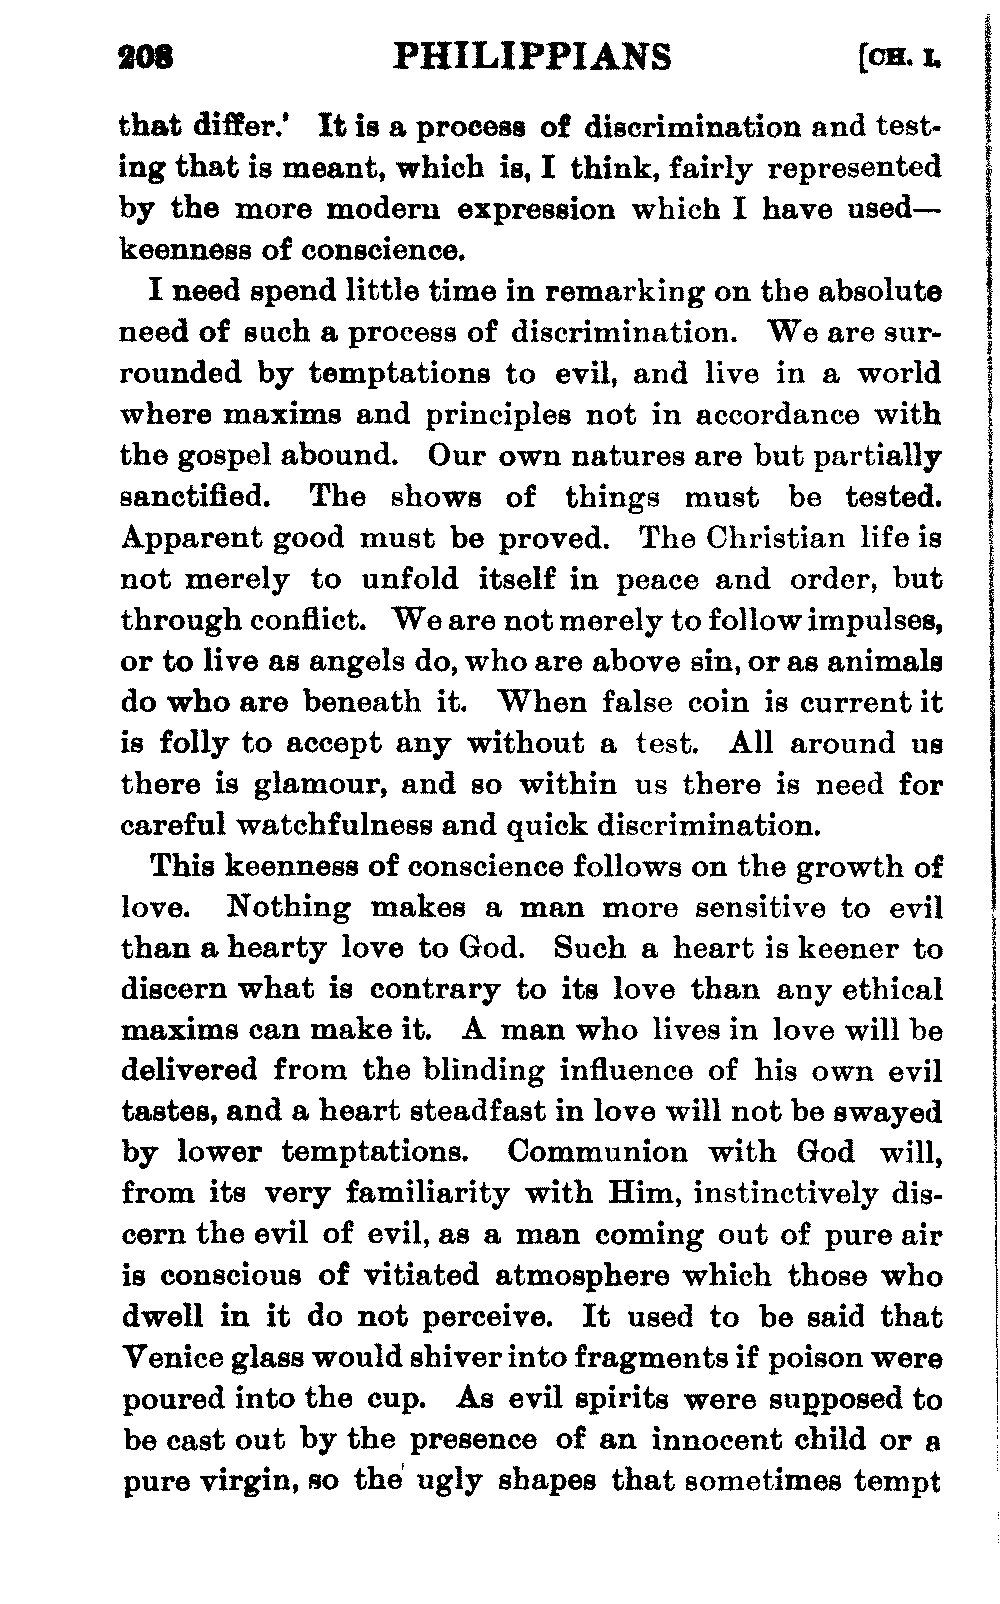 208 PHILIPPIANS [CH. I.
that differ.' It is a process of discrimination and test-
ing that is meant, which is, I think, fairly represented
by the more modern expression which I have used—
keenness of conscience.
I need spend little time in remarking on the absolute
need of such a process of discrimination. We are sur-
rounded by temptations to evil, and live in a world
where maxims and principles not in accordance with
the gospel abound. Our own natures are but partially
sanctified. The shows of things must be tested.
Apparent good must be proved. The Christian life is
not merely to unfold itself in peace and order, but
through conflict. We are not merely to follow impulses,
or to live as angels do, who are above sin, or as animals
do who are beneath it. When false coin is current it
is folly to accept any without a test. All around us
there is glamour, and so within us there is need for
careful watchfulness and quick discrimination.
This keenness of conscience follows on the growth of
love. Nothing makes a man more sensitive to evil
than a hearty love to God. Such a heart is keener to
discern what is contrary to its love than any ethical
maxims can make it. A man who lives in love will be
delivered from the blinding influence of his own evil
tastes, and a heart steadfast in love will not be swayed
by lower temptations. Communion with God will,
from its very familiarity with Him, instinctively dis-
cern the evil of evil, as a man coming out of pure air
is conscious of vitiated atmosphere which those who
dwell in it do not perceive. It used to be said that
Venice glass would shiver into fragments if poison were
poured into the cup. As evil spirits were supposed to
be cast out by the presence of an innocent child or a
pure virgin, so the ugly shapes that sometimes tempt